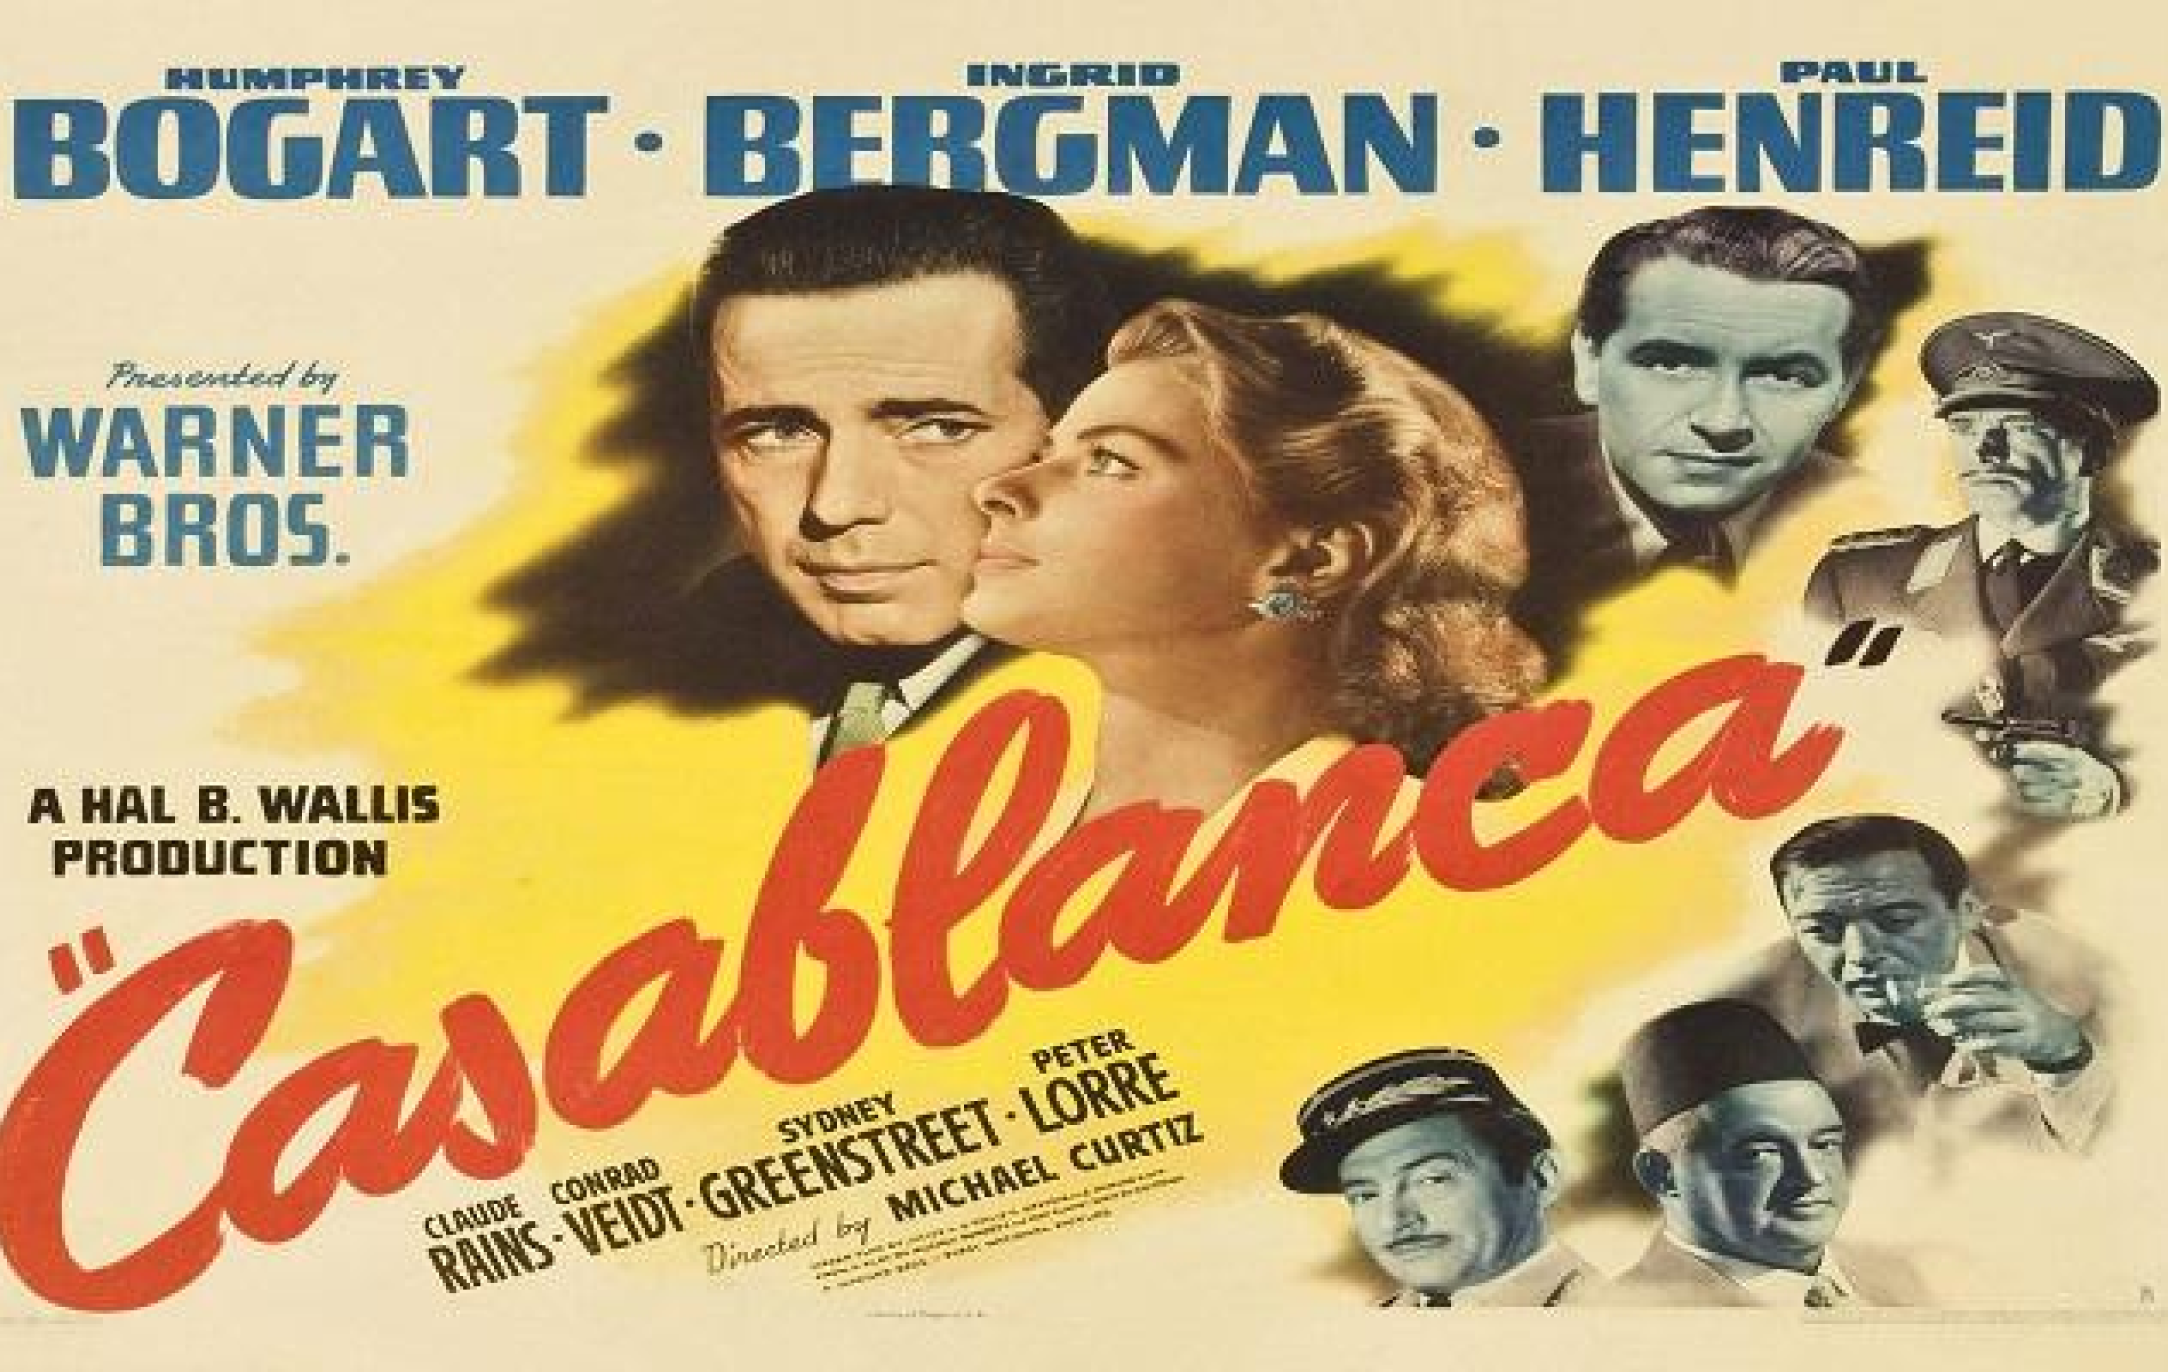 HUMPHREY
BOGART ·
INGRID
BERGMAN ·
PAUL
HENREID
Presented by
WARNER
BROS.
A HAL B. WALLIS
PRODUCTION
"Casablanca"
CLAUDE
RAINS ·
CONRAD
VEIDT ·
SYDNEY
GREENSTREET ·
PETER
LORRE
Directed by MICHAEL CURTIZ